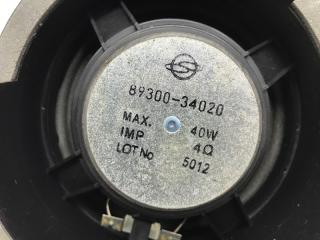 89300-34020
MAX. 40W
IMP 4Ω
LOT No 5012